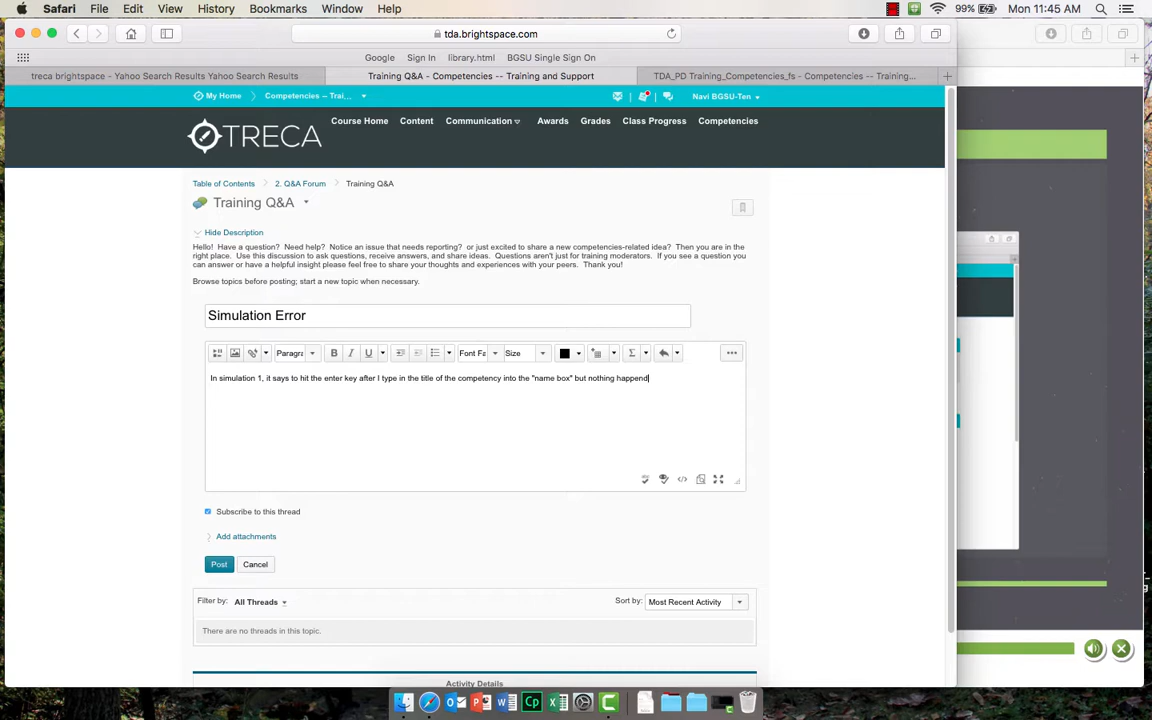 Safari File Edit View History Bookmarks Window Help 99% Mon 11:45 AM
tda.brightspace.com
Google Sign In library.html BGSU Single Sign On
treca brightspace - Yahoo Search Results Yahoo Search Results Training Q&A - Competencies -- Training and Support TDA_PD Training_Competencies_fs - Competencies -- Training...
My Home Competencies -- Trai... Navi BGSU-Ten
TRECA Course Home Content Communication Awards Grades Class Progress Competencies
Table of Contents 2. Q&A Forum Training Q&A
Training Q&A
Hide Description
Hello! Have a question? Need help? Notice an issue that needs reporting? or just excited to share a new competencies-related idea? Then you are in the
right place. Use this discussion to ask questions, receive answers, and share ideas. Questions aren't just for training moderators. If you see a question you
can answer or have a helpful insight please feel free to share your thoughts and experiences with your peers. Thank you!
Browse topics before posting; start a new topic when necessary.
Simulation Error
Paragra B I U Font Fa Size Σ
In simulation 1, it says to hit the enter key after I type in the title of the competency into the "name box" but nothing happend
Subscribe to this thread
Add attachments
Post Cancel
Filter by: All Threads Sort by: Most Recent Activity
There are no threads in this topic.
Activity Details